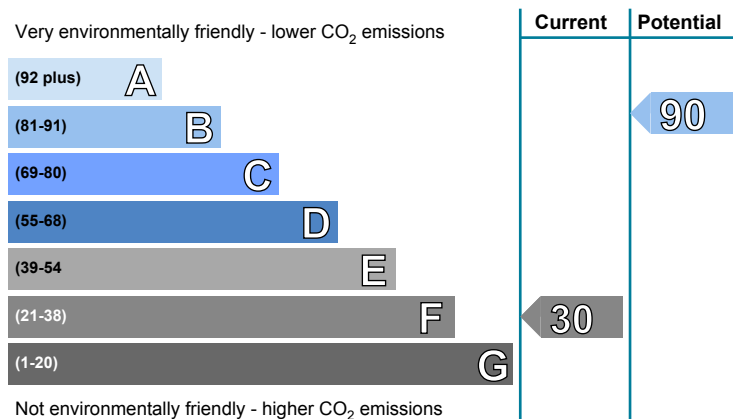 Current Potential
Very environmentally friendly - lower CO₂ emissions
(92 plus) A
(81-91) B 90
(69-80) C
(55-68) D
(39-54 E
(21-38) F 30
(1-20) G
Not environmentally friendly - higher CO₂ emissions